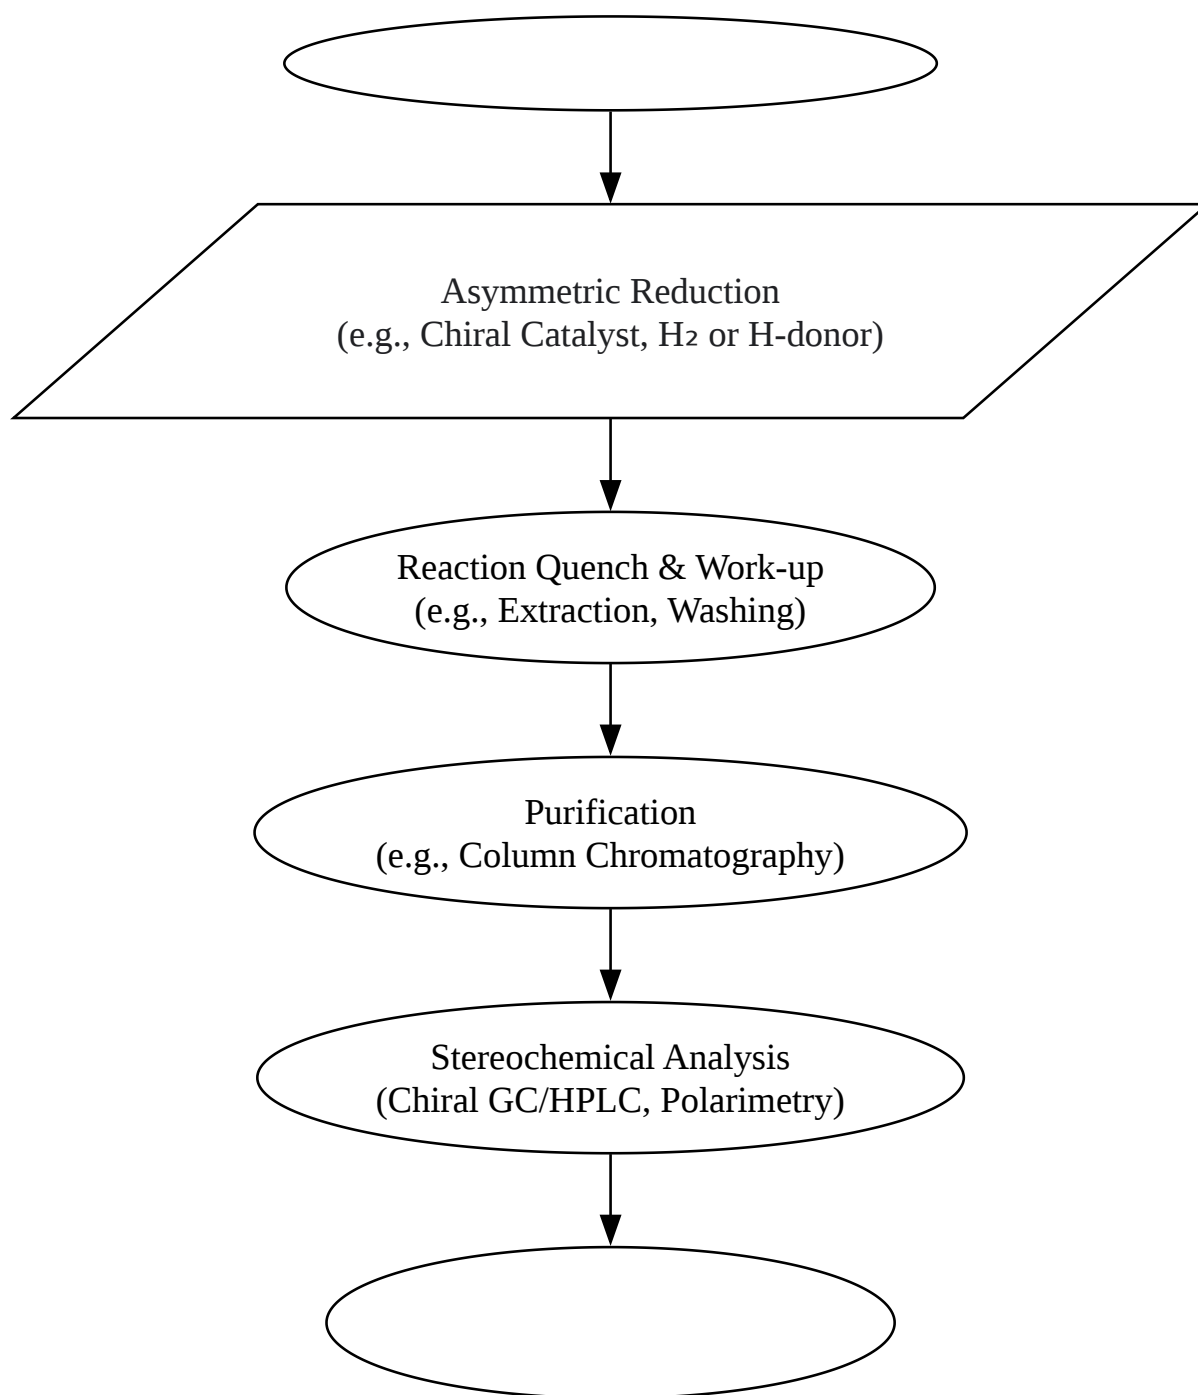 Asymmetric Reduction
(e.g., Chiral Catalyst, H₂ or H-donor)
Reaction Quench & Work-up
(e.g., Extraction, Washing)
Purification
(e.g., Column Chromatography)
Stereochemical Analysis
(Chiral GC/HPLC, Polarimetry)